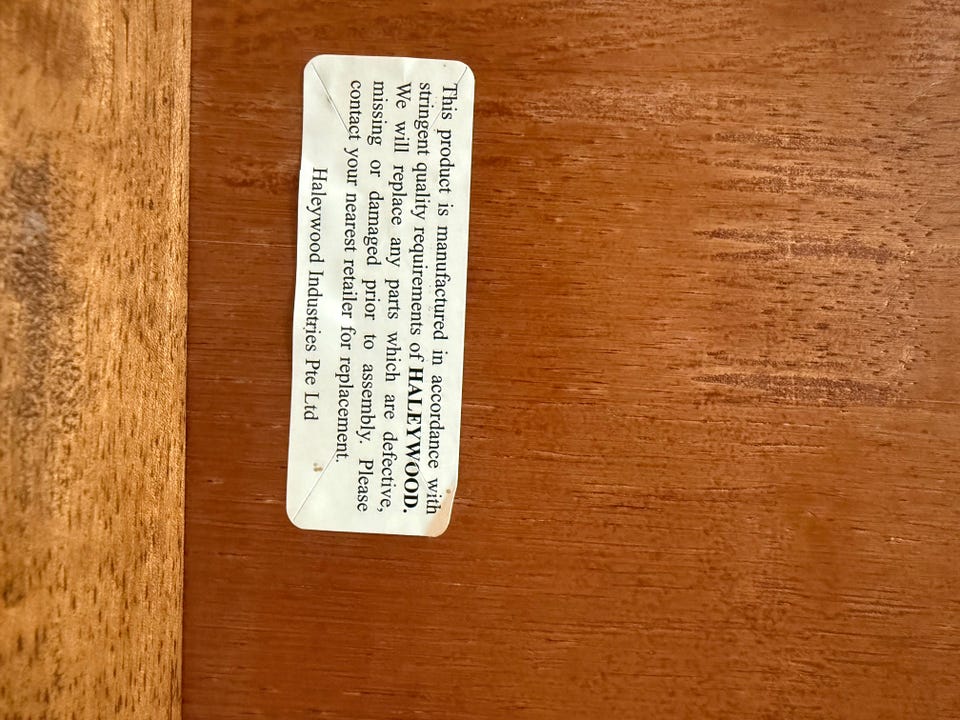 This product is manufactured in accordance with
stringent quality requirements of HALEYWOOD.
We will replace any parts which are defective,
missing or damaged prior to assembly. Please
contact your nearest retailer for replacement.
Haleywood Industries Pte Ltd